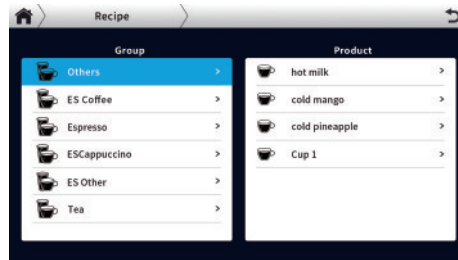 Recipe
Group
Others
ES Coffee
Espresso
ESCappuccino
ES Other
Tea
Product
hot milk
cold mango
cold pineapple
Cup 1